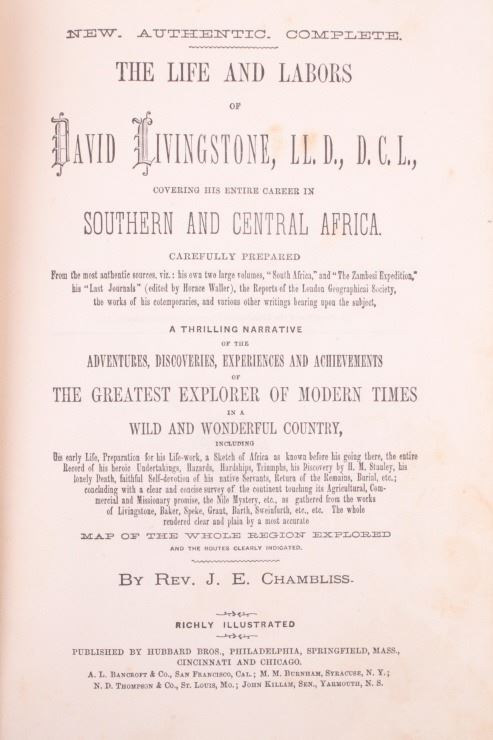 NEW. AUTHENTIC. COMPLETE.
THE LIFE AND LABORS
OF
DAVID LIVINGSTONE, LL. D., D. C. L.,
COVERING HIS ENTIRE CAREER IN
SOUTHERN AND CENTRAL AFRICA.
CAREFULLY PREPARED
From the most authentic sources, viz.: his own two large volumes, "South Africa," and "The Zambesi Expedition,"
his "Last Journals" (edited by Horace Waller), the Reports of the London Geographical Society,
the works of his cotemporaries, and various other writings bearing upon the subject,
A THRILLING NARRATIVE
OF THE
ADVENTURES, DISCOVERIES, EXPERIENCES AND ACHIEVEMENTS
OF
THE GREATEST EXPLORER OF MODERN TIMES
IN A
WILD AND WONDERFUL COUNTRY,
INCLUDING
His early Life, Preparation for his Life-work, a Sketch of Africa as known before his going there, the entire
Record of his heroic Undertakings, Hazards, Hardships, Triumphs, his Discovery by H. M. Stanley, his
lonely Death, faithful Self-devotion of his native Servants, Return of the Remains, Burial, etc.;
concluding with a clear and concise survey of the continent touching its Agricultural, Com-
mercial and Missionary promise, the Nile Mystery, etc., as gathered from the works
of Livingstone, Baker, Speke, Grant, Barth, Sweinfurth, etc., etc. The whole
rendered clear and plain by a most accurate
MAP OF THE WHOLE REGION EXPLORED
AND THE ROUTES CLEARLY INDICATED.
BY REV. J. E. CHAMBLISS.
RICHLY ILLUSTRATED
PUBLISHED BY HUBBARD BROS., PHILADELPHIA, SPRINGFIELD, MASS.,
CINCINNATI AND CHICAGO.
A. L. BANCROFT & CO., SAN FRANCISCO, CAL.; M. M. BURNHAM, SYRACUSE, N. Y.;
N. D. THOMPSON & CO., ST. LOUIS, MO.; JOHN KILLAM, SEN., YARMOUTH, N. S.